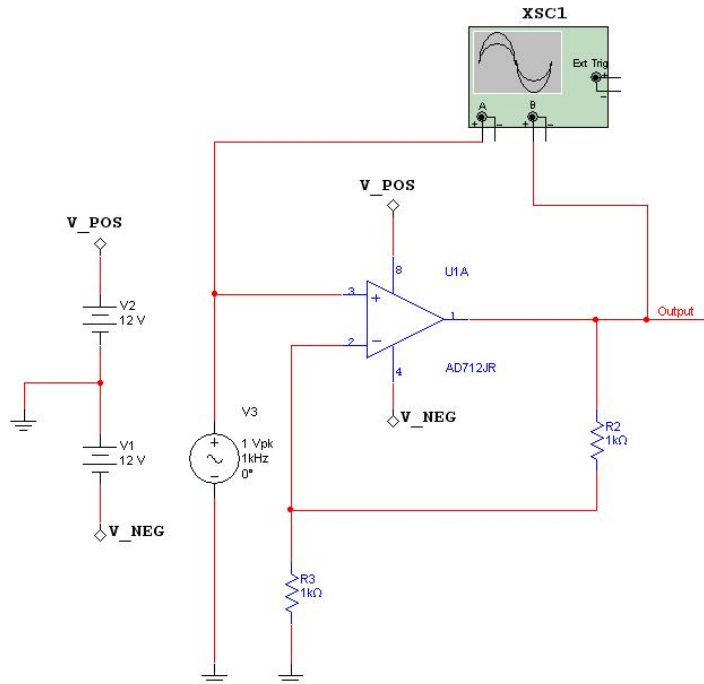 XSC1
Ext Trig
+
-
A
B
+
-
+
-
V_POS
V_POS
8
U1A
V2
12 V
3
+
1
Output
2
-
4
AD712JR
V_NEG
V3
R2
1kΩ
V1
12 V
+
1 Vpk
1kHz
0°
-
V_NEG
R3
1kΩ